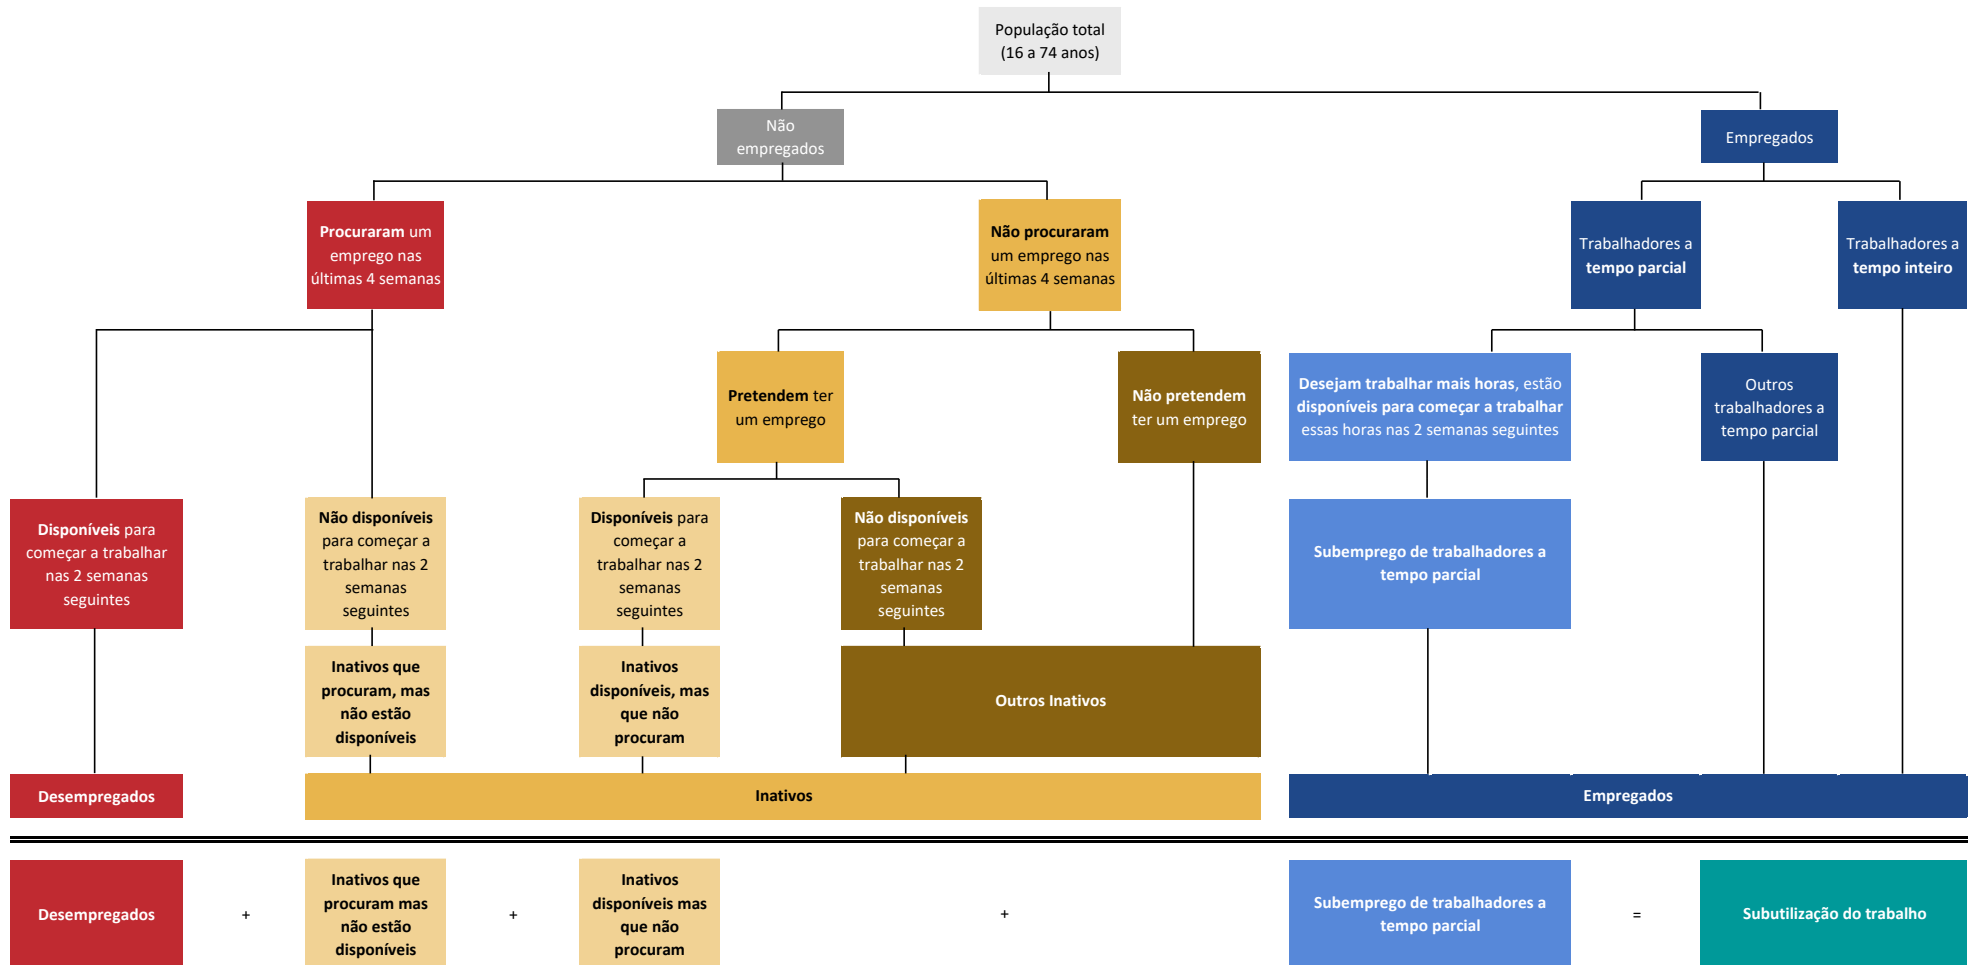 População total
(16 a 74 anos)
Não
empregados
Empregados
Procuraram um
emprego nas
últimas 4 semanas
Não procuraram
um emprego nas
últimas 4 semanas
Trabalhadores a
tempo parcial
Trabalhadores a
tempo inteiro
Pretendem ter
um emprego
Não pretendem
ter um emprego
Desejam trabalhar mais horas, estão
disponíveis para começar a trabalhar
essas horas nas 2 semanas seguintes
Outros
trabalhadores a
tempo parcial
Disponíveis para
começar a trabalhar
nas 2 semanas
seguintes
Não disponíveis
para começar a
trabalhar nas 2
semanas
seguintes
Disponíveis para
começar a
trabalhar nas 2
semanas
seguintes
Não disponíveis
para começar a
trabalhar nas 2
semanas
seguintes
Subemprego de trabalhadores a
tempo parcial
Inativos que
procuram, mas
não estão
disponíveis
Inativos
disponíveis, mas
que não
procuram
Outros Inativos
Desempregados
Inativos
Empregados
Desempregados
+
Inativos que
procuram mas
não estão
disponíveis
+
Inativos
disponíveis mas
que não
procuram
+
Subemprego de trabalhadores a
tempo parcial
=
Subutilização do trabalho